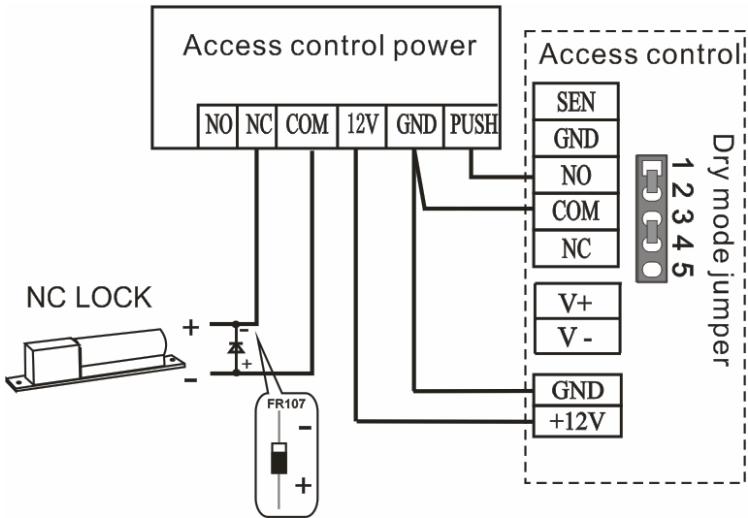 Access control power
NO NC COM 12V GND PUSH
Access control
SEN
GND
NO
COM
NC
V+
V -
GND
+12V
1 2 3 4 5
Dry mode jumper
NC LOCK
+
-
-
+
FR107
-
+